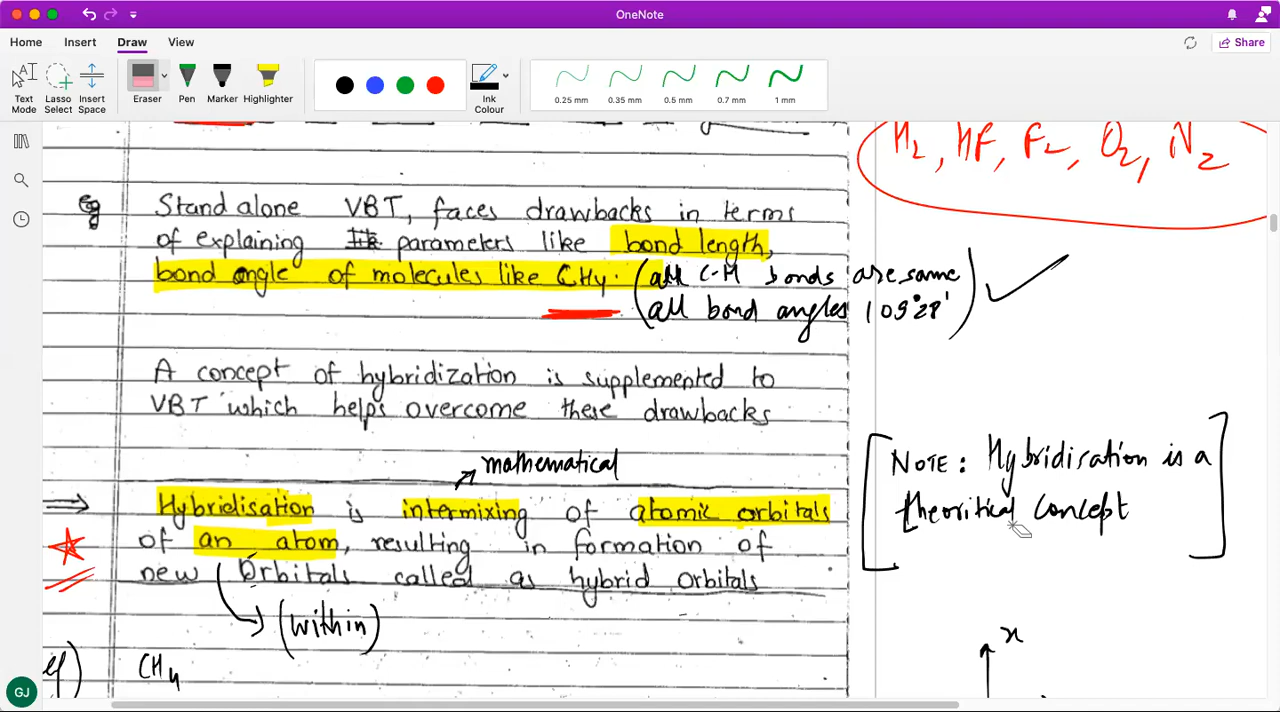 OneNote
Home Insert Draw View
Share
Text Mode
Lasso Select
Insert Space
Eraser
Pen
Marker
Highlighter
Ink Colour
0.25 mm 0.35 mm 0.5 mm 0.7 mm 1 mm
H2, HF, F2, O2, N2
Eg Stand alone VBT, faces drawbacks in terms
of explaining parameters like bond length,
bond angle of molecules like CH4. (all C-H bonds are same
(all bond angles 109°28')
A concept of hybridization is supplemented to
VBT which helps overcome these drawbacks
mathematical
NOTE: Hybridisation is a
theoritical concept
⇒ Hybridisation is intermixing of atomic orbitals
of an atom, resulting in formation of
new Orbitals called as hybrid orbitals
(within)
x
CH4
GJ